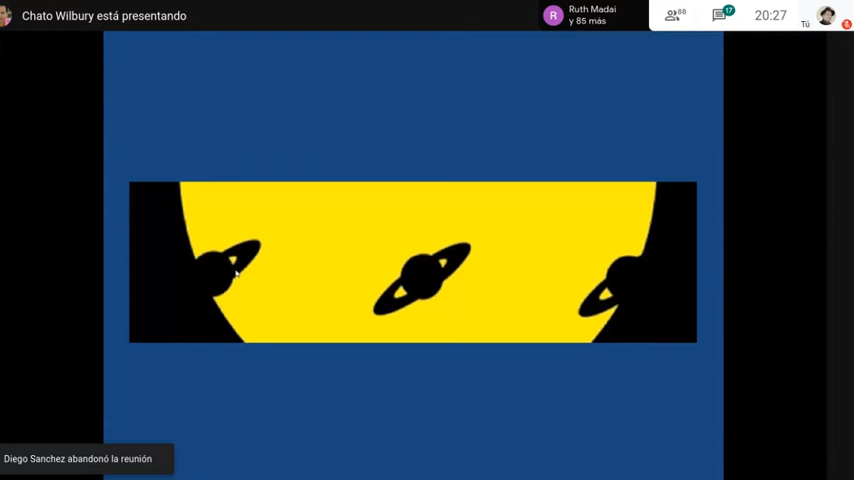 Chato Wilbury está presentando
R
Ruth Madai
y 85 más
88
17
20:27
Tú
Diego Sanchez abandonó la reunión